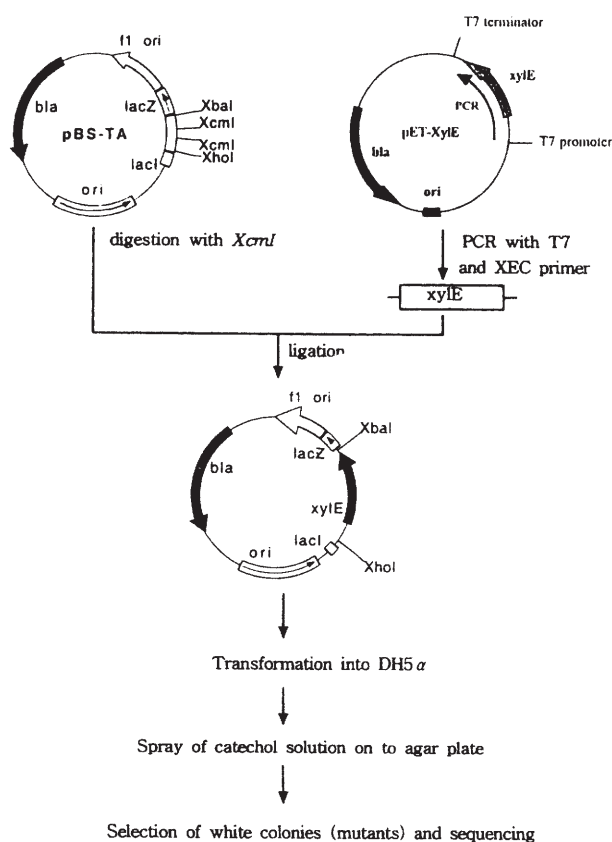 f1 ori
bla
lacZ
XbaI
XcmI
XcmI
XhoI
lacI
pBS-TA
ori
T7 terminator
xylE
PCR
pET-XylE
T7 promoter
bla
ori
digestion with XcmI
PCR with T7
and XEC primer
xylE
ligation
f1 ori
XbaI
lacZ
bla
xylE
lacI
ori
XhoI
Transformation into DH5α
Spray of catechol solution on to agar plate
Selection of white colonies (mutants) and sequencing